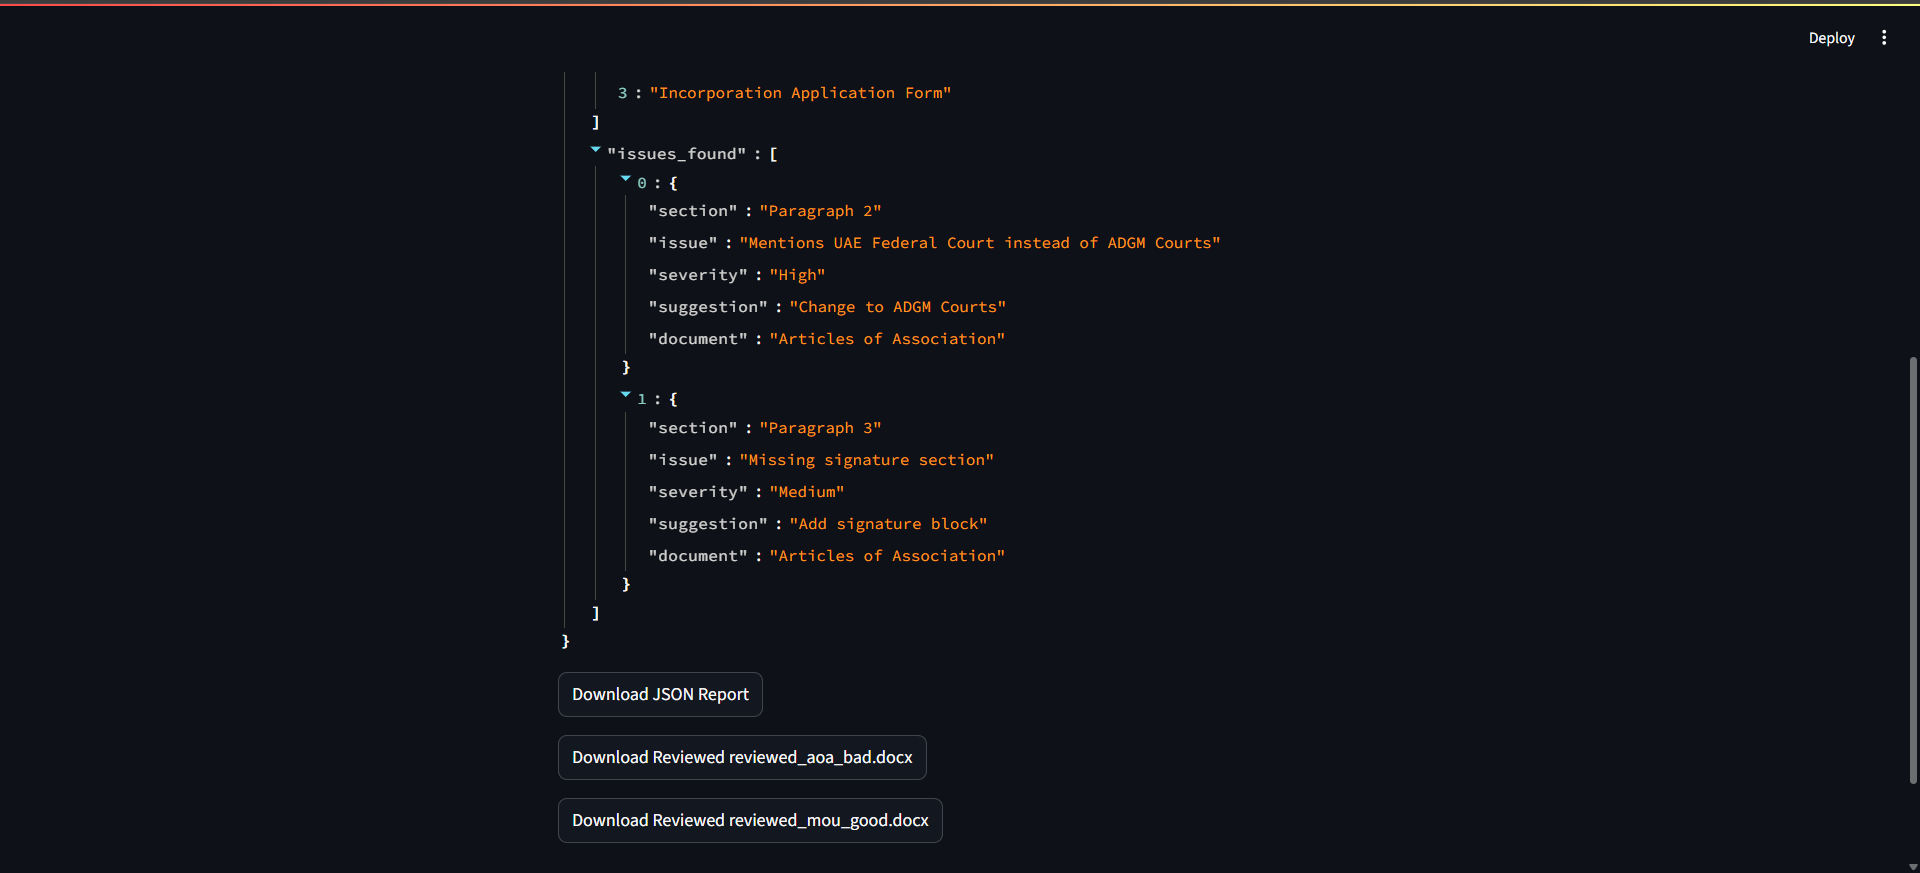 Deploy
3 : "Incorporation Application Form"
]
"issues_found" : [
0 : {
"section" : "Paragraph 2"
"issue" : "Mentions UAE Federal Court instead of ADGM Courts"
"severity" : "High"
"suggestion" : "Change to ADGM Courts"
"document" : "Articles of Association"
}
1 : {
"section" : "Paragraph 3"
"issue" : "Missing signature section"
"severity" : "Medium"
"suggestion" : "Add signature block"
"document" : "Articles of Association"
}
]
}
Download JSON Report
Download Reviewed reviewed_aoa_bad.docx
Download Reviewed reviewed_mou_good.docx